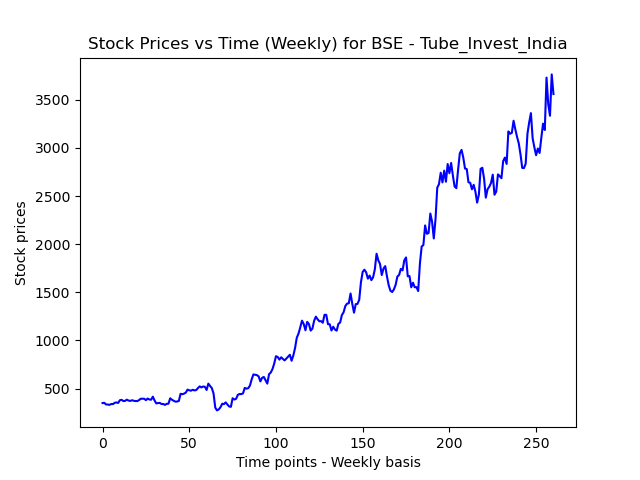 Stock Prices vs Time (Weekly) for BSE - Tube_Invest_India
Stock prices
3500
3000
2500
2000
1500
1000
500
0 50 100 150 200 250
Time points - Weekly basis